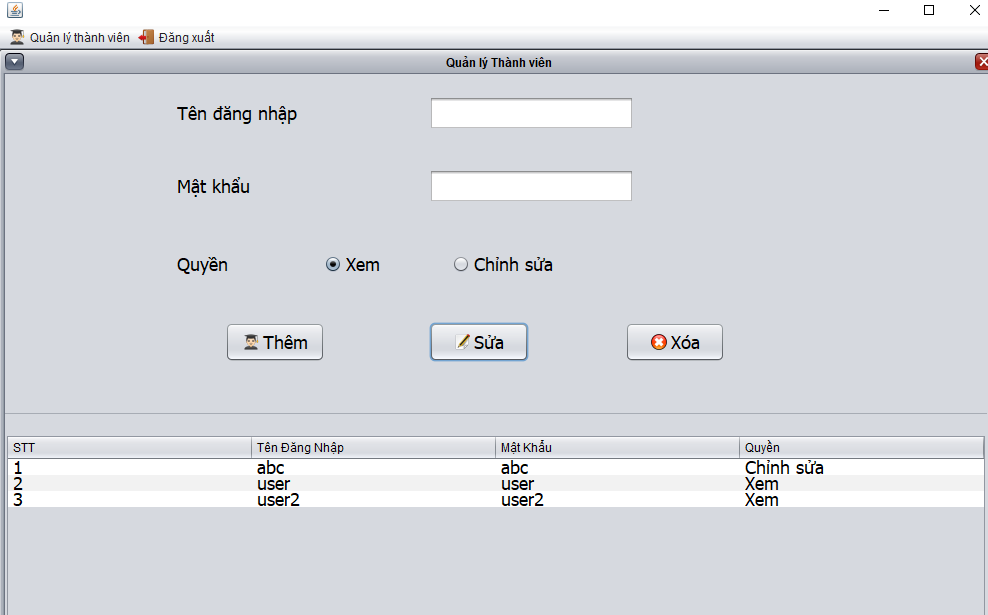 Quản lý thành viên Đăng xuất
Quản lý Thành viên
Tên đăng nhập
Mật khẩu
Quyền Xem Chỉnh sửa
Thêm Sửa Xóa
STT Tên Đăng Nhập Mật Khẩu Quyền
1 abc abc Chỉnh sửa
2 user user Xem
3 user2 user2 Xem